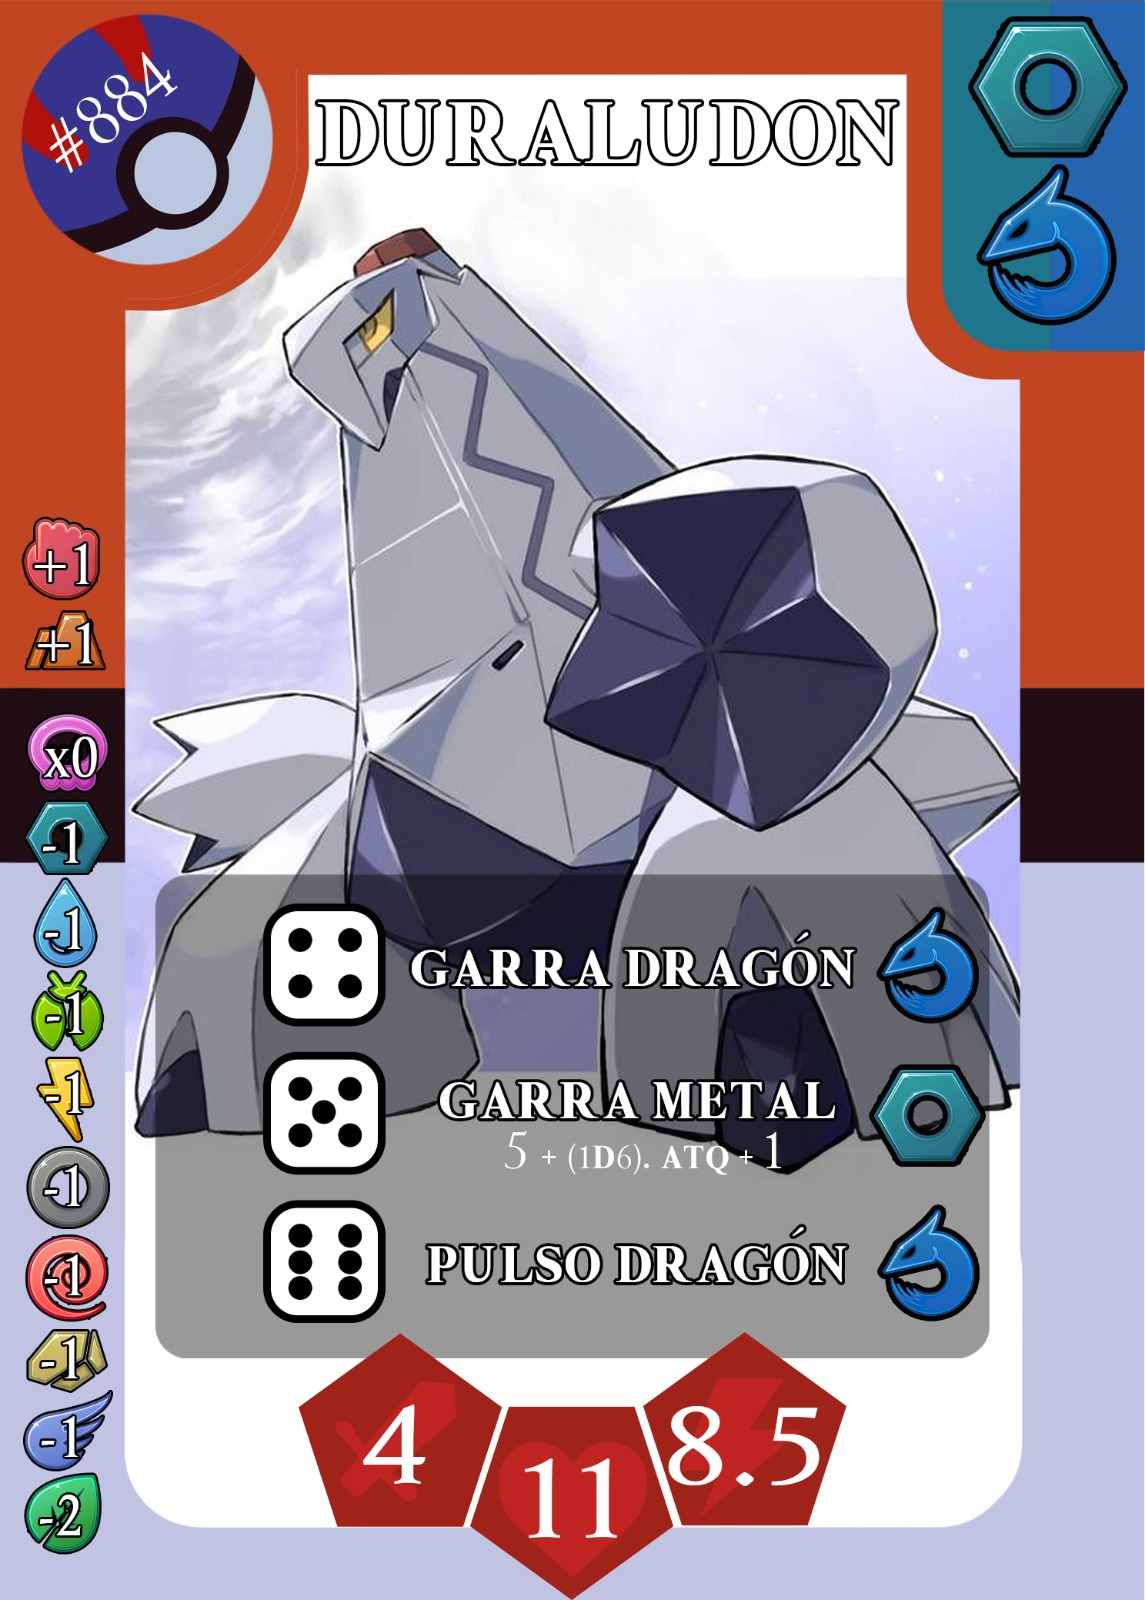 #884
DURALUDON
+1
+1
x0
-1
-1
-1
-1
-1
-1
-1
-1
-2
GARRA DRAGÓN
GARRA METAL
5 + (1D6). ATQ + 1
PULSO DRAGÓN
4
11
8.5